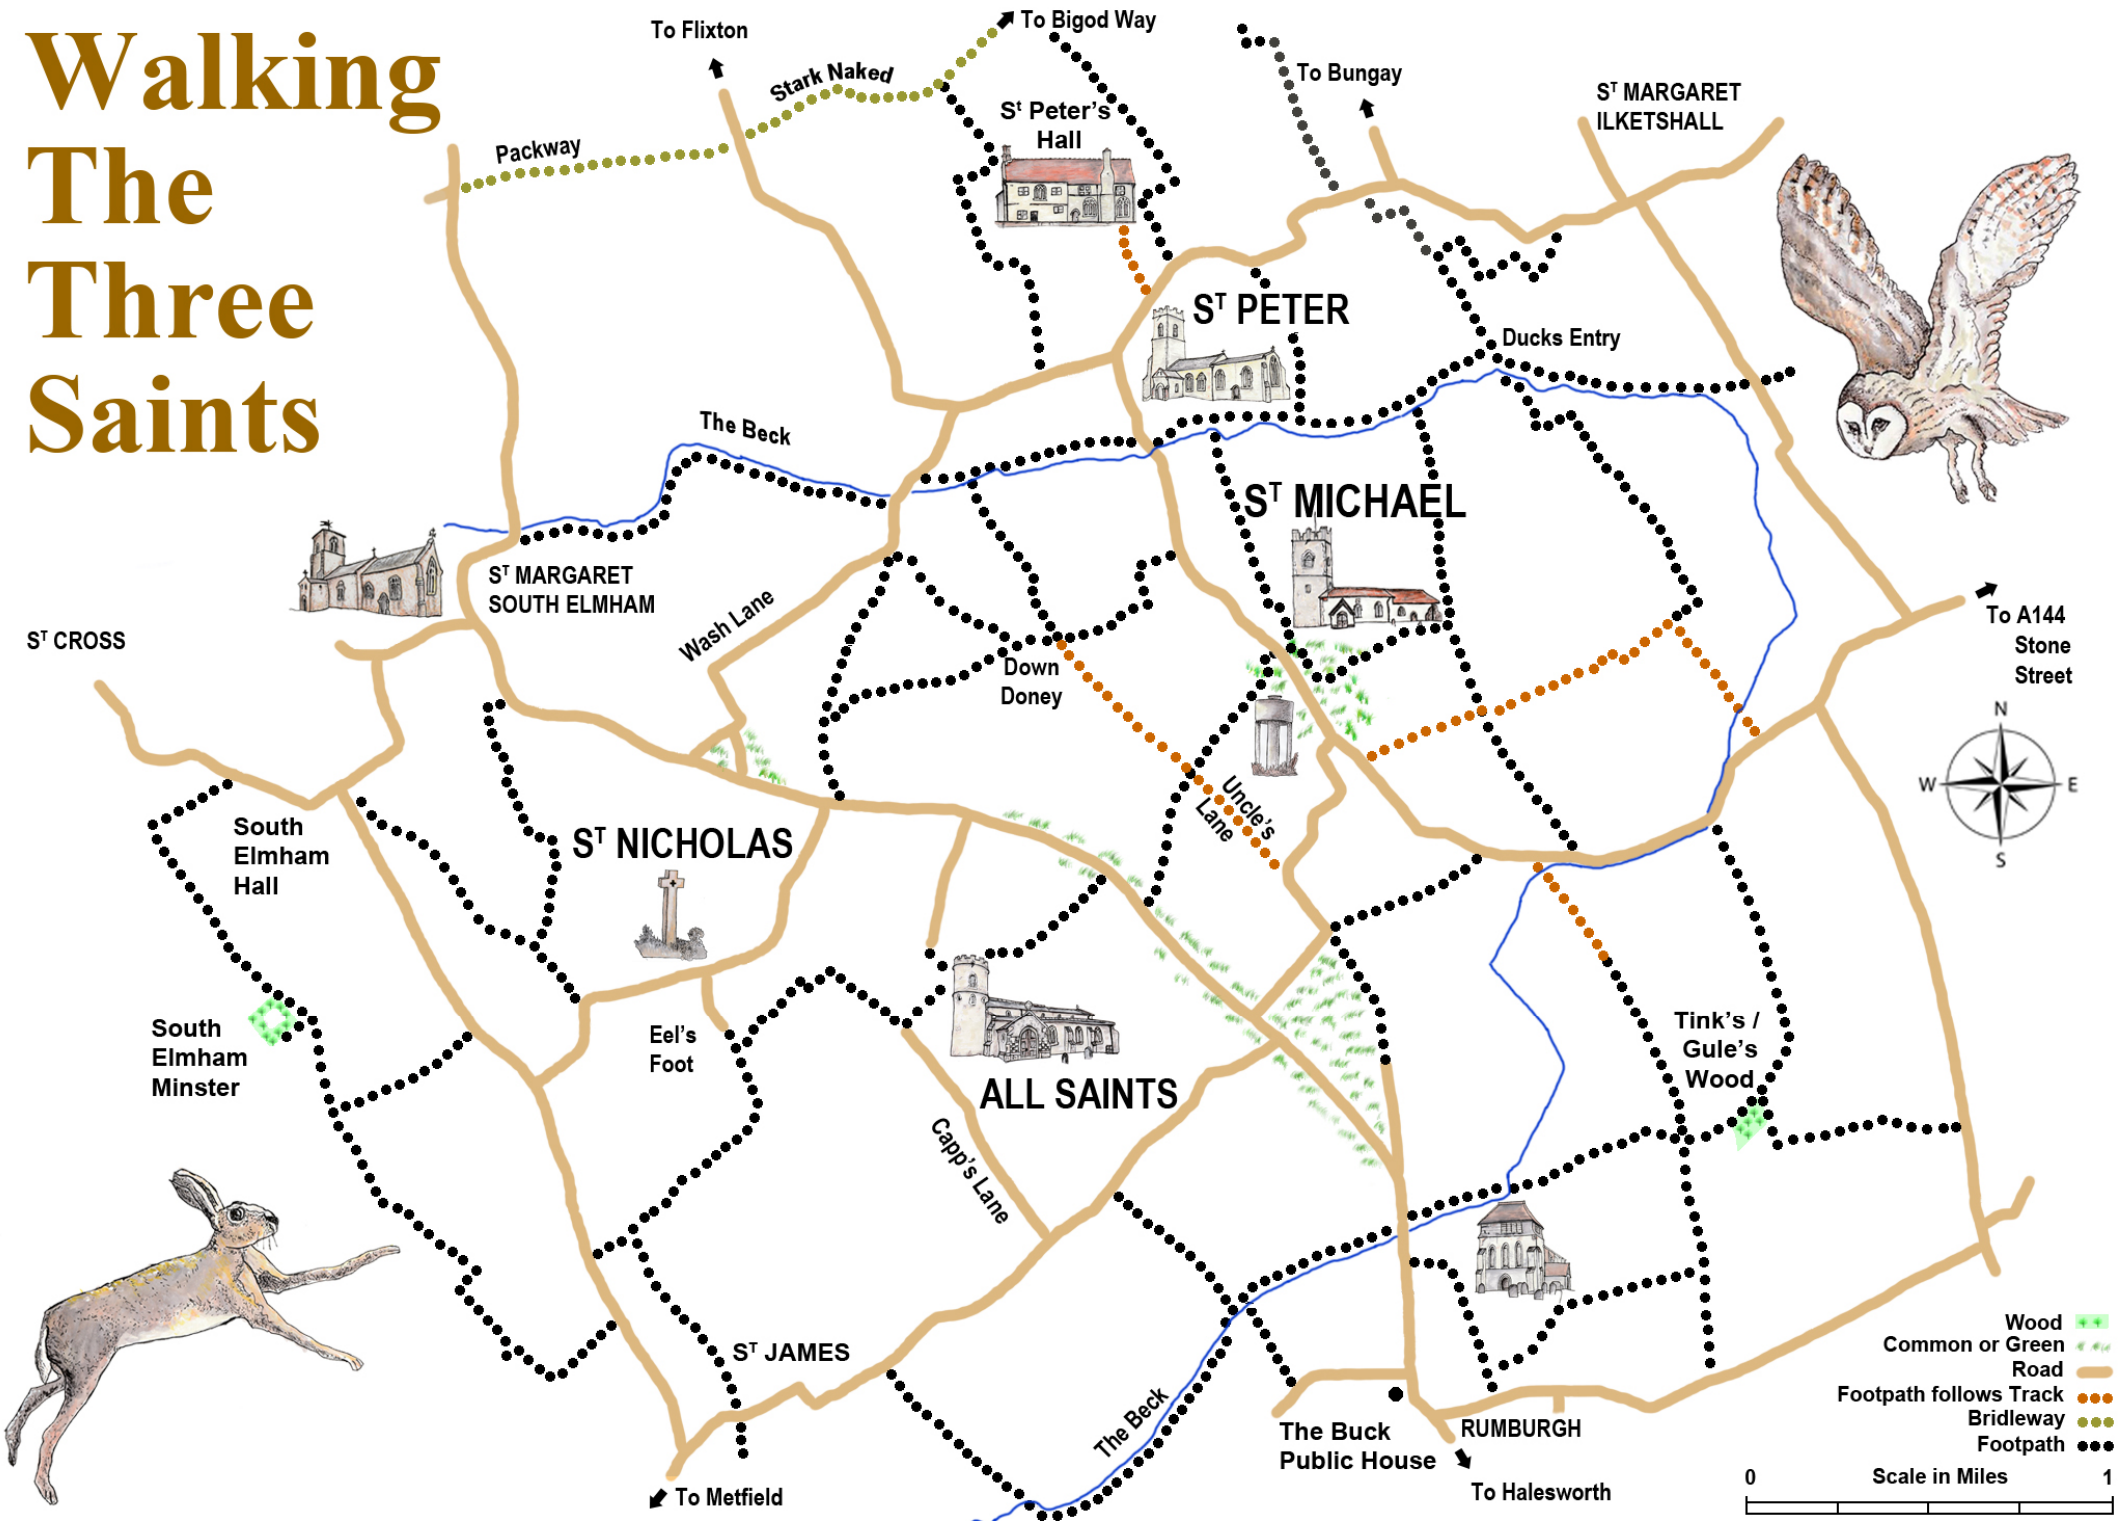 Walking
The
Three
Saints
To Flixton
To Bigod Way
Stark Naked
Packway
St Peter's
Hall
To Bungay
ST MARGARET
ILKETSHALL
ST PETER
Ducks Entry
The Beck
ST MICHAEL
ST MARGARET
SOUTH ELMHAM
ST CROSS
Wash Lane
Down
Doney
To A144
Stone
Street
N
W
E
S
Uncle's
Lane
South
Elmham
Hall
ST NICHOLAS
South
Elmham
Minster
Eel's
Foot
ALL SAINTS
Capp's Lane
Tink's /
Gule's
Wood
ST JAMES
The Beck
The Buck
Public House
RUMBURGH
To Metfield
To Halesworth
Wood
Common or Green
Road
Footpath follows Track
Bridleway
Footpath
0 Scale in Miles 1